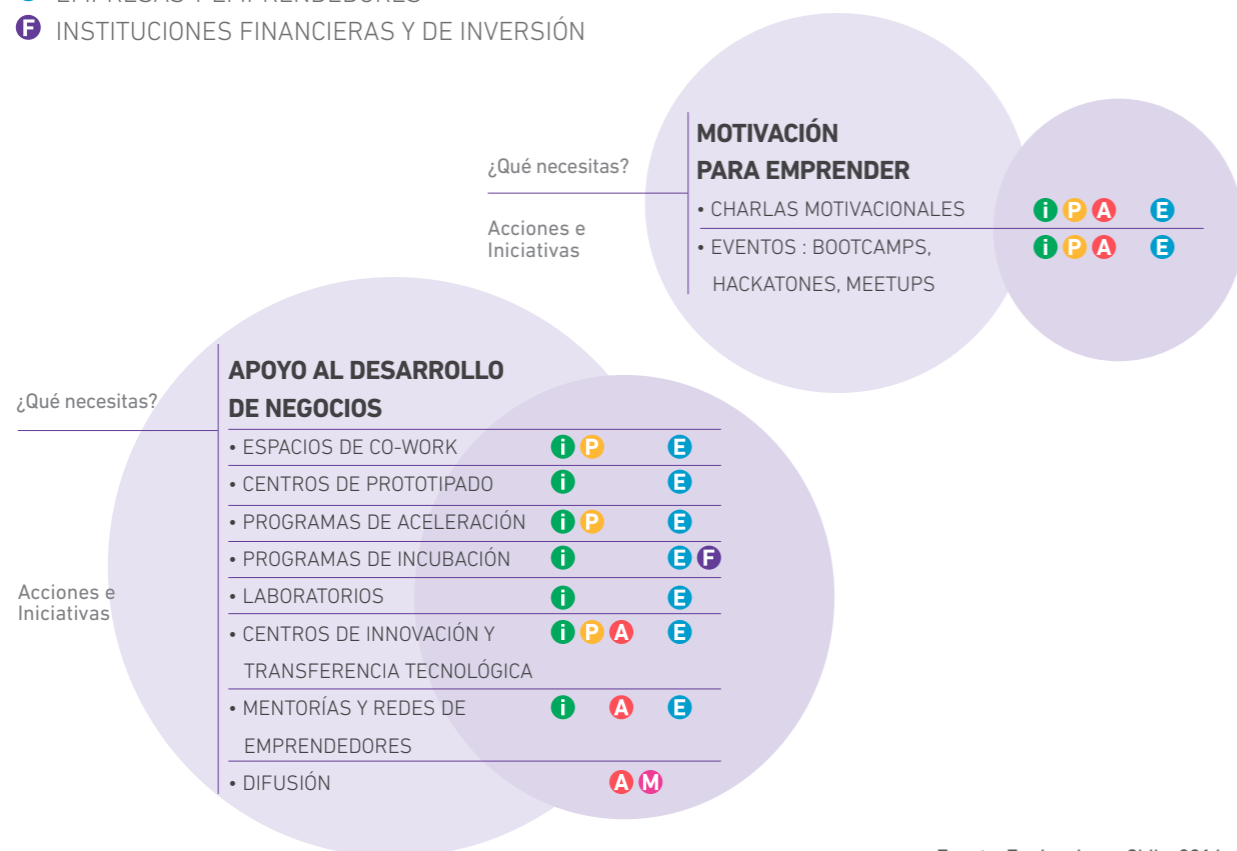 EMPRESAS Y EMPRENDEDORES
F INSTITUCIONES FINANCIERAS Y DE INVERSIÓN
MOTIVACIÓN
¿Qué necesitas?
PARA EMPRENDER
• CHARLAS MOTIVACIONALES i P A E
Acciones e
Iniciativas
• EVENTOS : BOOTCAMPS, i P A E
HACKATONES, MEETUPS
APOYO AL DESARROLLO
¿Qué necesitas?
DE NEGOCIOS
• ESPACIOS DE CO-WORK i P E
• CENTROS DE PROTOTIPADO i E
• PROGRAMAS DE ACELERACIÓN i P E
• PROGRAMAS DE INCUBACIÓN i E F
Acciones e
Iniciativas
• LABORATORIOS i E
• CENTROS DE INNOVACIÓN Y i P A E
TRANSFERENCIA TECNOLÓGICA
• MENTORÍAS Y REDES DE i A E
EMPRENDEDORES
• DIFUSIÓN A M